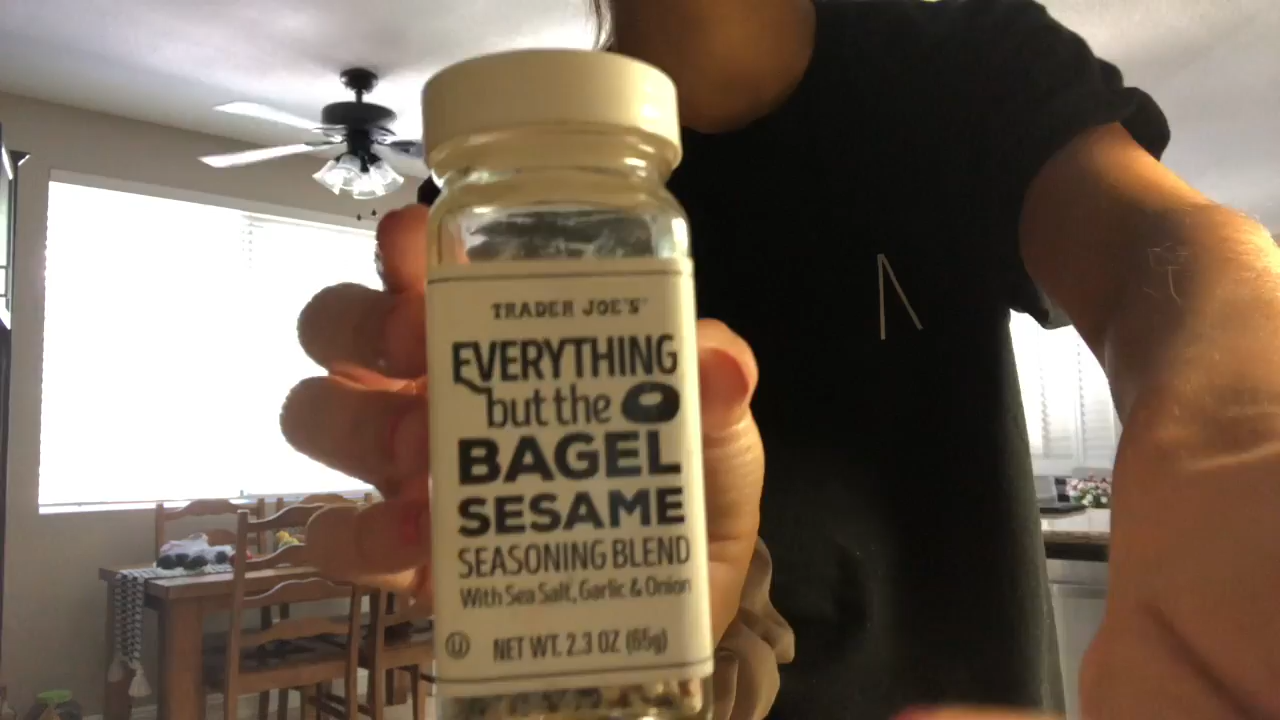 TRADER JOE'S
EVERYTHING
but the
BAGEL
SESAME
SEASONING BLEND
With Sea Salt, Garlic & Onion
U NET WT. 2.3 OZ (65g)